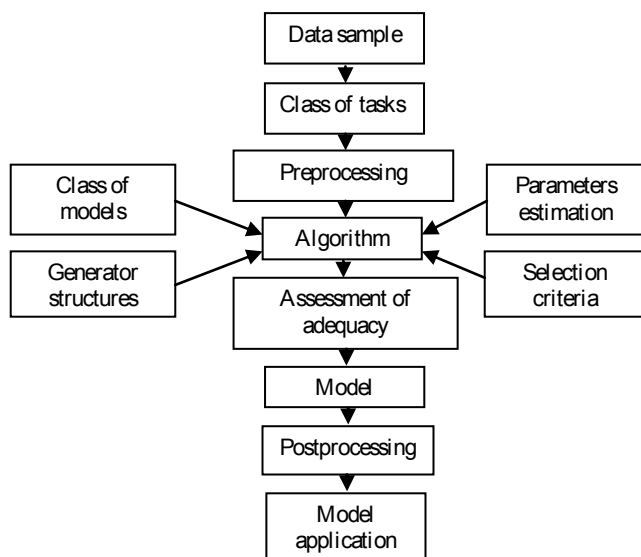 Data sample
Class of tasks
Preprocessing
Class of
models
Parameters
estimation
Algorithm
Generator
structures
Selection
criteria
Assessment of
adequacy
Model
Postprocessing
Model
application